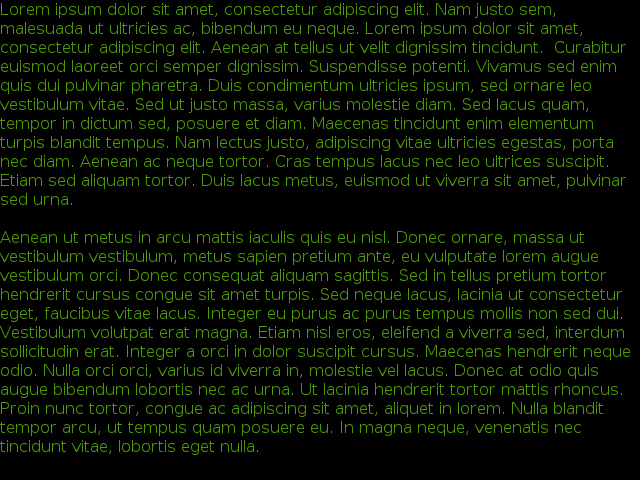 Lorem ipsum dolor sit amet, consectetur adipiscing elit. Nam justo sem,
malesuada ut ultricies ac, bibendum eu neque. Lorem ipsum dolor sit amet,
consectetur adipiscing elit. Aenean at tellus ut velit dignissim tincidunt.  Curabitur
euismod laoreet orci semper dignissim. Suspendisse potenti. Vivamus sed enim
quis dui pulvinar pharetra. Duis condimentum ultricies ipsum, sed ornare leo
vestibulum vitae. Sed ut justo massa, varius molestie diam. Sed lacus quam,
tempor in dictum sed, posuere et diam. Maecenas tincidunt enim elementum
turpis blandit tempus. Nam lectus justo, adipiscing vitae ultricies egestas, porta
nec diam. Aenean ac neque tortor. Cras tempus lacus nec leo ultrices suscipit.
Etiam sed aliquam tortor. Duis lacus metus, euismod ut viverra sit amet, pulvinar
sed urna.

Aenean ut metus in arcu mattis iaculis quis eu nisl. Donec ornare, massa ut
vestibulum vestibulum, metus sapien pretium ante, eu vulputate lorem augue
vestibulum orci. Donec consequat aliquam sagittis. Sed in tellus pretium tortor
hendrerit cursus congue sit amet turpis. Sed neque lacus, lacinia ut consectetur
eget, faucibus vitae lacus. Integer eu purus ac purus tempus mollis non sed dui.
Vestibulum volutpat erat magna. Etiam nisl eros, eleifend a viverra sed, interdum
sollicitudin erat. Integer a orci in dolor suscipit cursus. Maecenas hendrerit neque
odio. Nulla orci orci, varius id viverra in, molestie vel lacus. Donec at odio quis
augue bibendum lobortis nec ac urna. Ut lacinia hendrerit tortor mattis rhoncus.
Proin nunc tortor, congue ac adipiscing sit amet, aliquet in lorem. Nulla blandit
tempor arcu, ut tempus quam posuere eu. In magna neque, venenatis nec
tincidunt vitae, lobortis eget nulla.